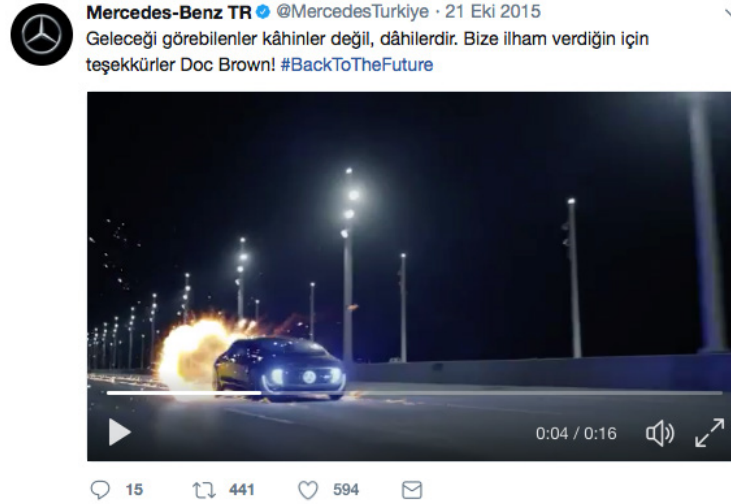 Mercedes-Benz TR @MercedesTurkiye · 21 Eki 2015
Geleceği görebilenler kâhinler değil, dâhilerdir. Bize ilham verdiğin için
teşekkürler Doc Brown! #BackToTheFuture
0:04 / 0:16
15 441 594